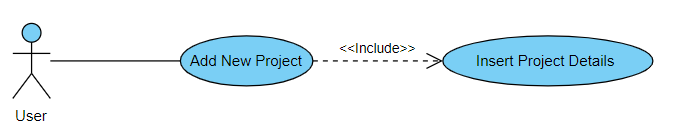 <<Include>>
Add New Project
Insert Project Details
User